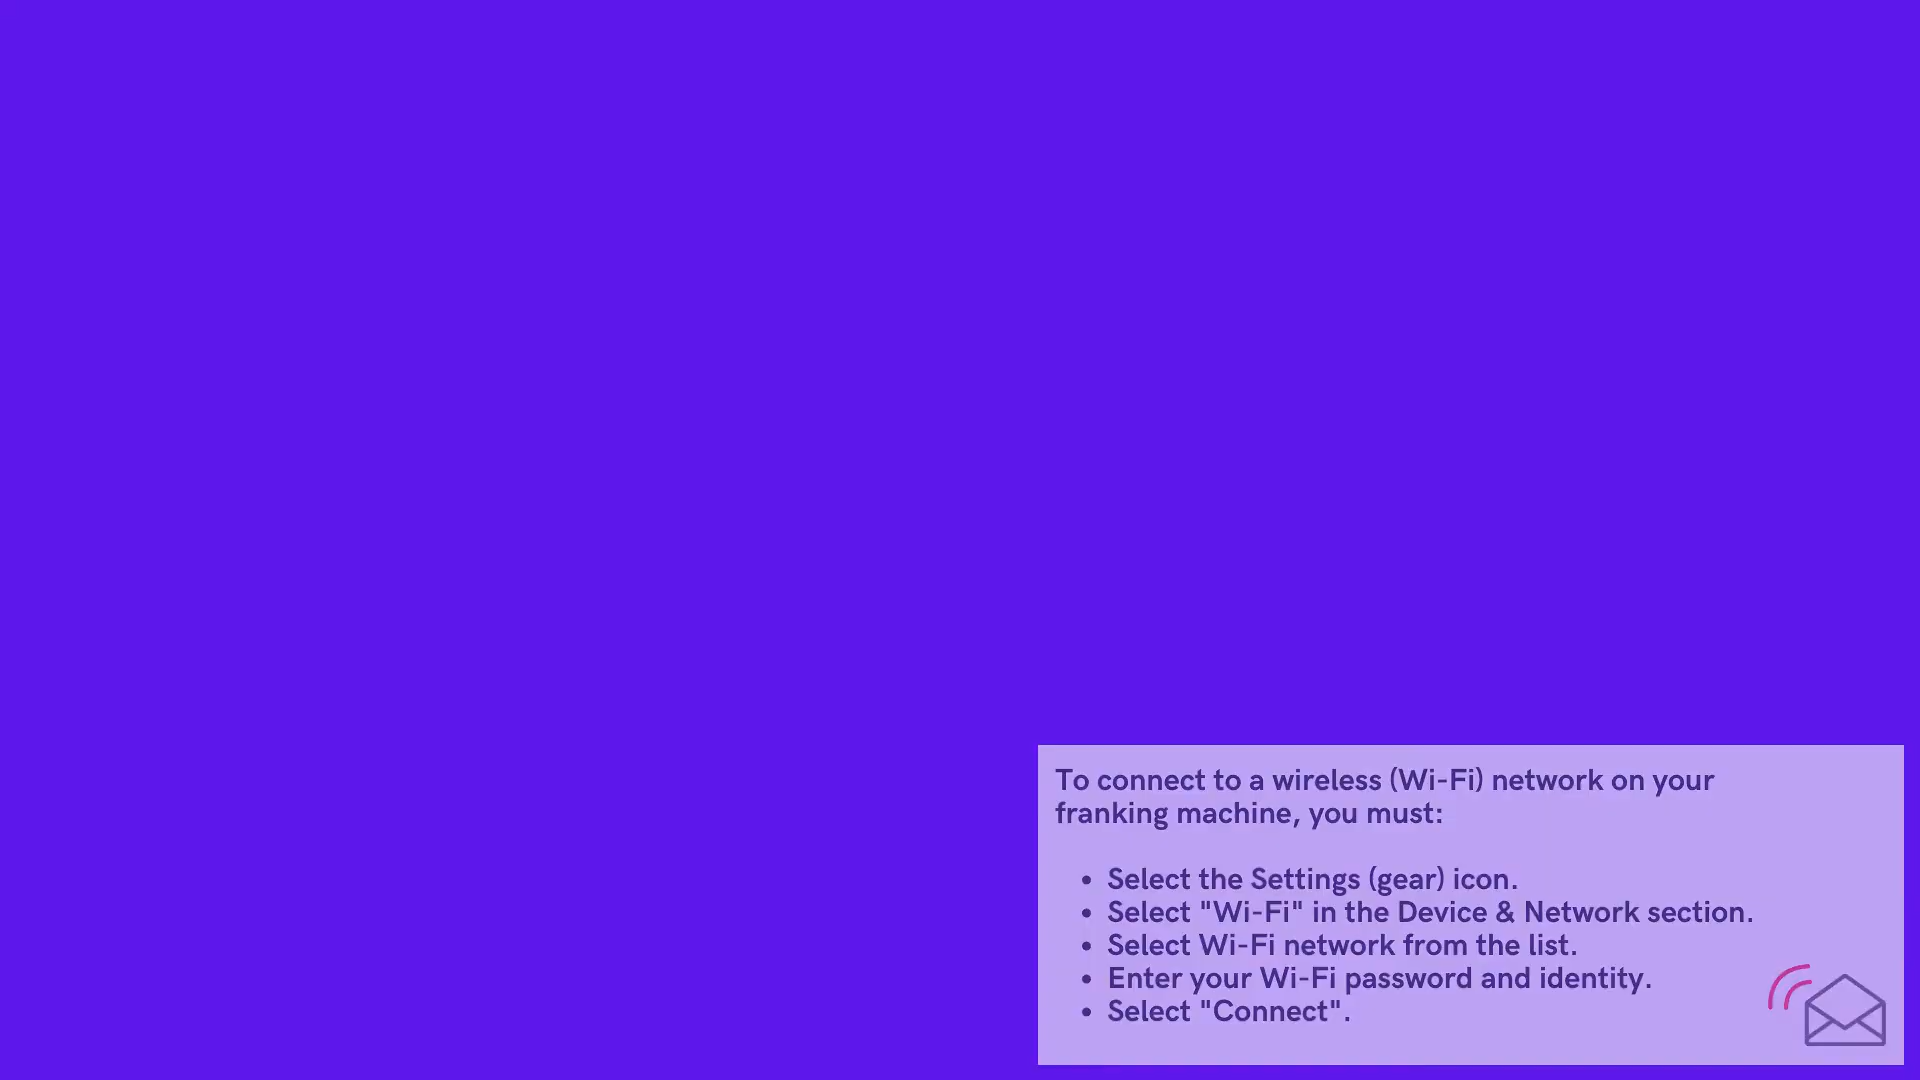 To connect to a wireless (Wi-Fi) network on your
franking machine, you must:
• Select the Settings (gear) icon.
• Select "Wi-Fi" in the Device & Network section.
• Select Wi-Fi network from the list.
• Enter your Wi-Fi password and identity.
• Select "Connect".